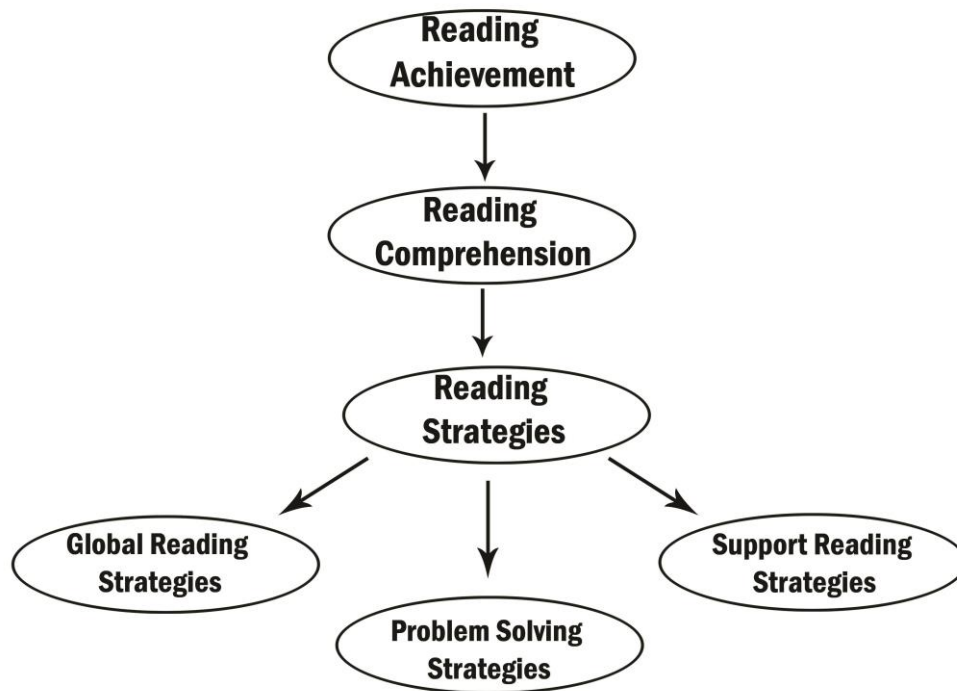 Reading
Achievement
Reading
Comprehension
Reading
Strategies
Global Reading
Strategies
Support Reading
Strategies
Problem Solving
Strategies